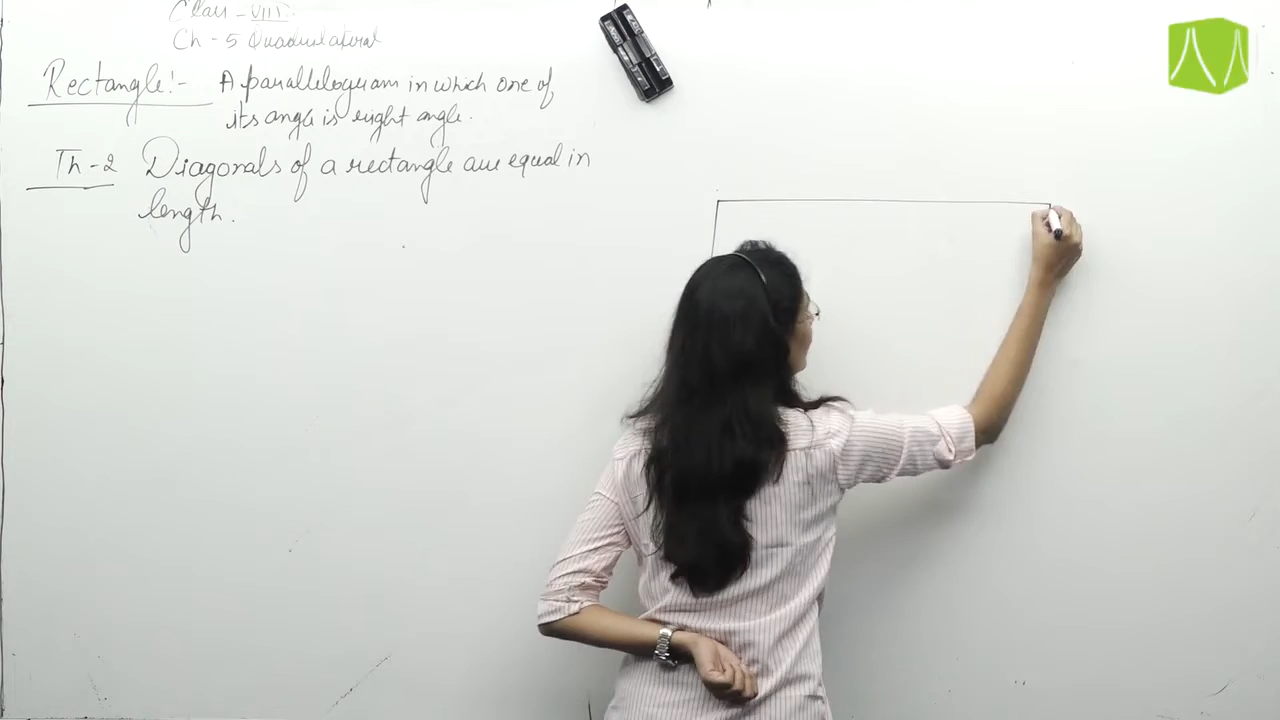 Class - VIII
Ch - 5 Quadrilateral
Rectangle:- A parallelogram in which one of
its angle is right angle.
Th-2 Diagonals of a rectangle are equal in
length.